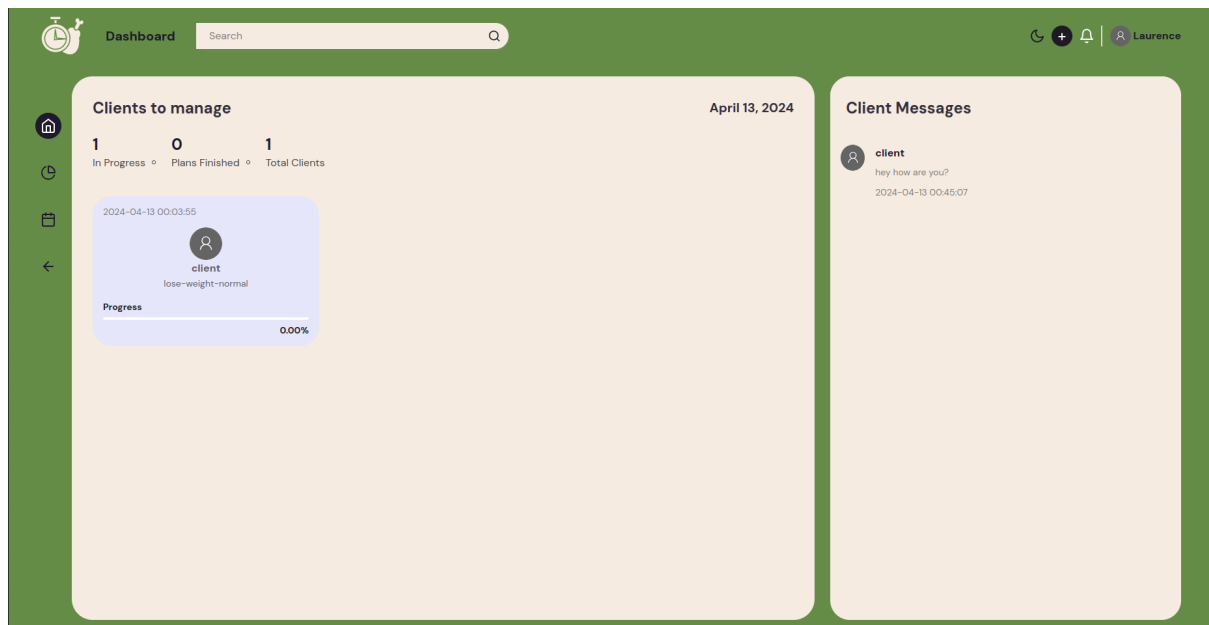 Dashboard
Search
Laurence
Clients to manage
April 13, 2024
1
In Progress
0
Plans Finished
1
Total Clients
2024-04-13 00:03:55
client
lose-weight-normal
Progress
0.00%
Client Messages
client
hey how are you?
2024-04-13 00:45:07